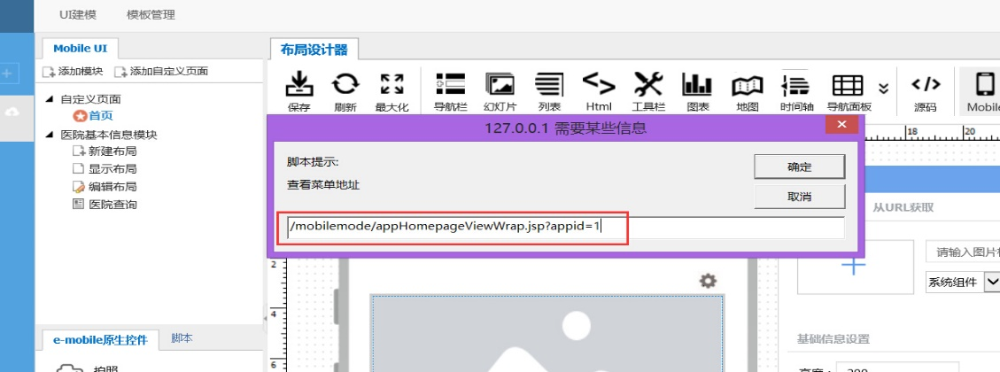 UI建模 模板管理
Mobile UI
添加模块 添加自定义页面
自定义页面
首页
医院基本信息模块
新建布局
显示布局
编辑布局
医院查询
e-mobile原生控件 脚本
拍照
布局设计器
保存 刷新 最大化 导航栏 幻灯片 列表 Html 工具栏 图表 地图 时间轴 导航面板 源码 Mobile
18 20
127.0.0.1 需要某些信息
脚本提示:
查看菜单地址
确定
取消
/mobilemode/appHomepageViewWrap.jsp?appid=1
2
4
6
从URL获取
请输入图片
系统组件
基础信息设置
高度： 200